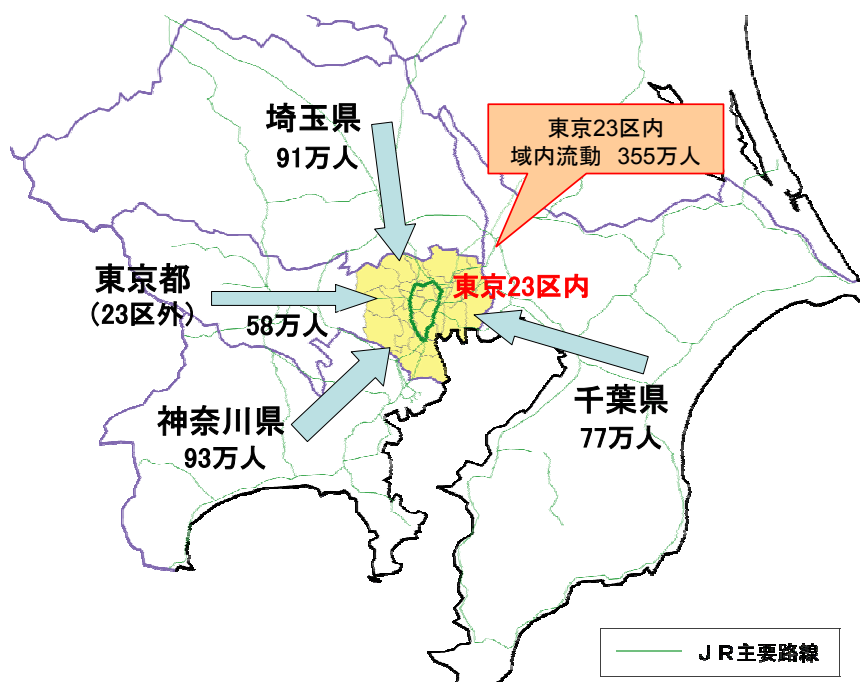 埼玉県
91万人
東京23区内
域内流動 355万人
東京都
(23区外)
58万人
東京23区内
神奈川県
93万人
千葉県
77万人
ＪＲ主要路線